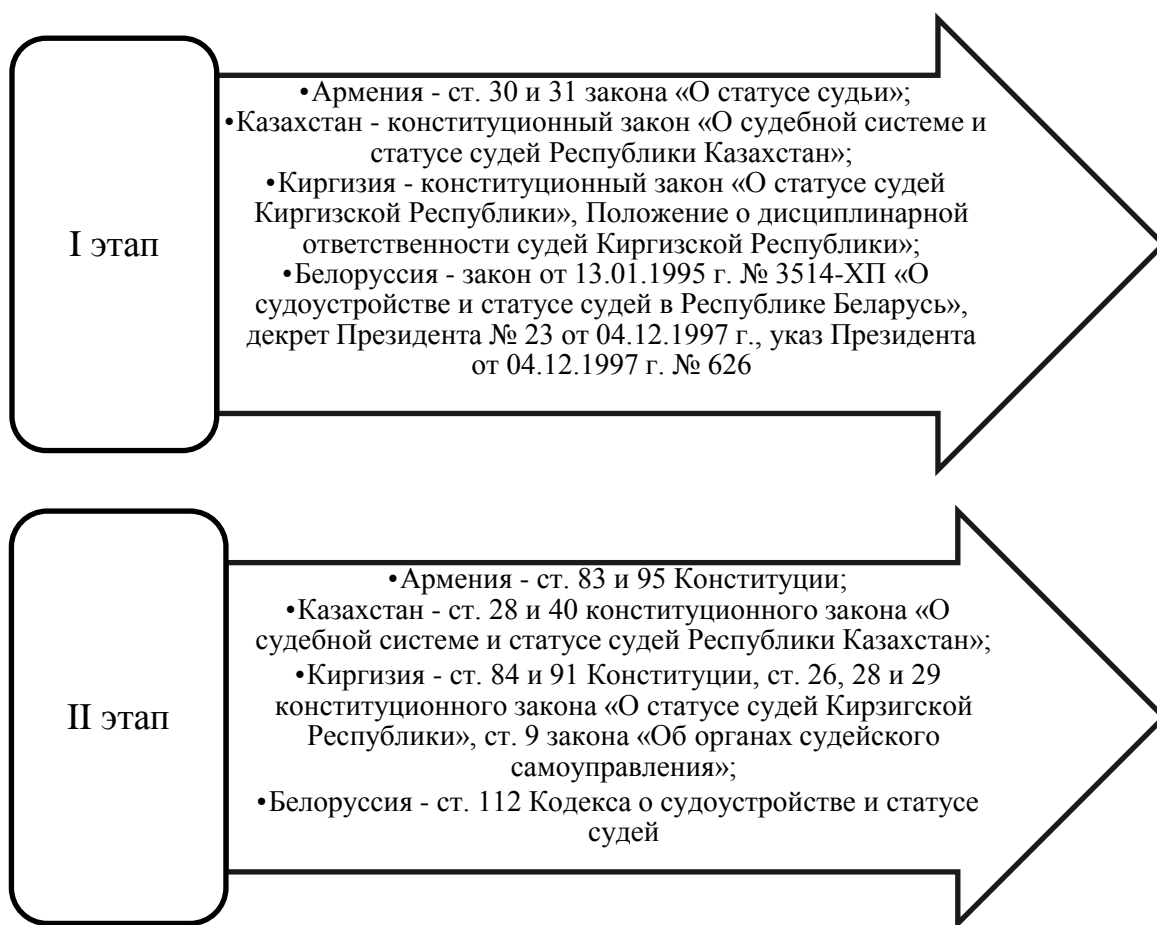 I этап
•Армения - ст. 30 и 31 закона «О статусе судьи»;
•Казахстан - конституционный закон «О судебной системе и
статусе судей Республики Казахстан»;
•Киргизия - конституционный закон «О статусе судей
Киргизской Республики», Положение о дисциплинарной
ответственности судей Киргизской Республики»;
•Белоруссия - закон от 13.01.1995 г. № 3514-XП «О
судоустройстве и статусе судей в Республике Беларусь»,
декрет Президента № 23 от 04.12.1997 г., указ Президента
от 04.12.1997 г. № 626
II этап
•Армения - ст. 83 и 95 Конституции;
•Казахстан - ст. 28 и 40 конституционного закона «О
судебной системе и статусе судей Республики Казахстан»;
•Киргизия - ст. 84 и 91 Конституции, ст. 26, 28 и 29
конституционного закона «О статусе судей Кирзигской
Республики», ст. 9 закона «Об органах судейского
самоуправления»;
•Белоруссия - ст. 112 Кодекса о судоустройстве и статусе
судей